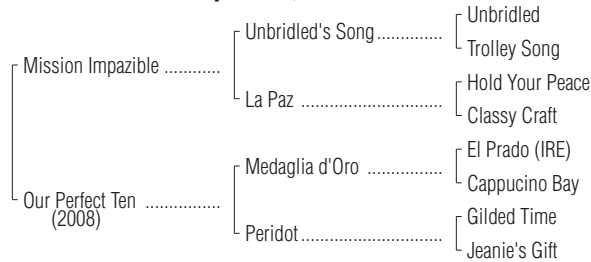 Unbridled
Unbridled's Song..............
Trolley Song
Mission Impazible ............
Hold Your Peace
La Paz ..............................
Classy Craft
El Prado (IRE)
Medaglia d'Oro ................
Cappucino Bay
Our Perfect Ten ................
(2008)
Gilded Time
Peridot..............................
Jeanie's Gift